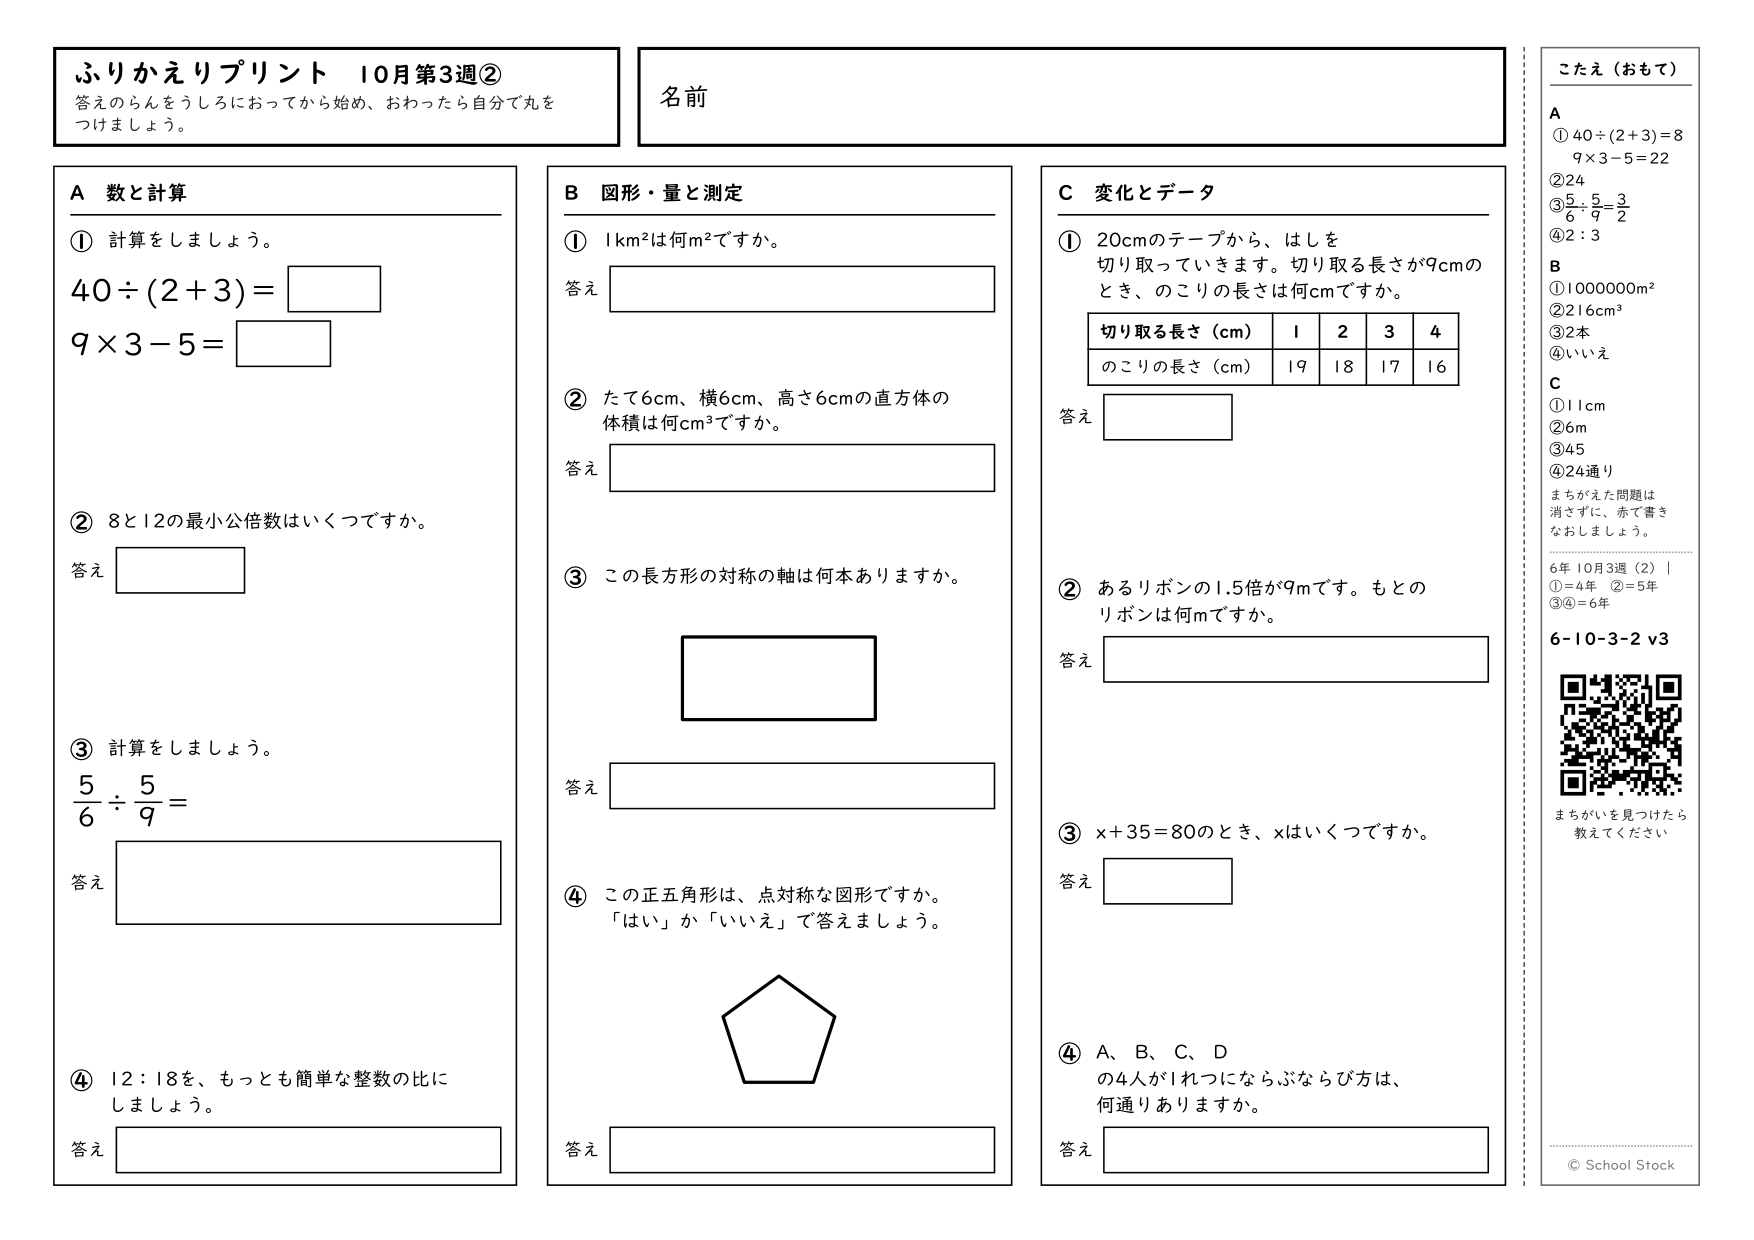 ふりかえりプリント　10月第3週②
答えのらんをうしろにおってから始め、おわったら自分で丸を
つけましょう。
名前
A　数と計算
① 計算をしましょう。
40÷(2+3)=
9×3−5=
② 8と12の最小公倍数はいくつですか。
答え
③ 計算をしましょう。
5/6÷5/9=
答え
④ 12：18を、もっとも簡単な整数の比に
しましょう。
答え
B　図形・量と測定
① 1km²は何m²ですか。
答え
② たて6cm、横6cm、高さ6cmの直方体の
体積は何cm³ですか。
答え
③ この長方形の対称の軸は何本ありますか。
答え
④ この正五角形は、点対称な図形ですか。
「はい」か「いいえ」で答えましょう。
答え
C　変化とデータ
① 20cmのテープから、はしを
切り取っていきます。切り取る長さが9cmの
とき、のこりの長さは何cmですか。
切り取る長さ（cm） 1 2 3 4
のこりの長さ（cm） 19 18 17 16
答え
② あるリボンの1.5倍が9mです。もとの
リボンは何mですか。
答え
③ x+35=80のとき、xはいくつですか。
答え
④ A、 B、 C、 D
の4人が1れつにならぶならび方は、
何通りありますか。
答え
こたえ（おもて）
A
① 40÷(2+3)=8
9×3−5=22
②24
③5/6÷5/9=3/2
④2：3
B
①1000000m²
②216cm³
③2本
④いいえ
C
①11cm
②6m
③45
④24通り
まちがえた問題は
消さずに、赤で書き
なおしましょう。
6年 10月3週（2）｜
①=4年　②=5年
③④=6年
6-10-3-2 v3
まちがいを見つけたら
教えてください
© School Stock